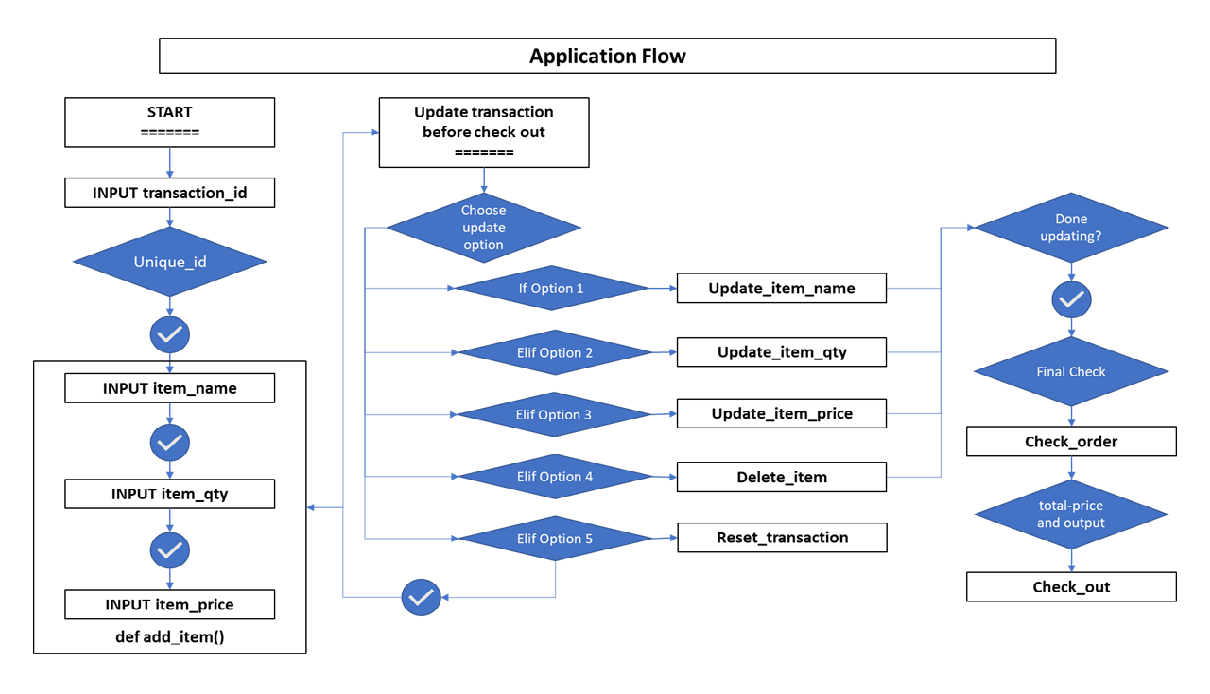 Application Flow
START
=======
INPUT transaction_id
Unique_id
INPUT item_name
INPUT item_qty
INPUT item_price
def add_item()
Update transaction
before check out
=======
Choose
update
option
If Option 1
Update_item_name
Elif Option 2
Update_item_qty
Elif Option 3
Update_item_price
Elif Option 4
Delete_item
Elif Option 5
Reset_transaction
Done
updating?
Final Check
Check_order
total-price
and output
Check_out